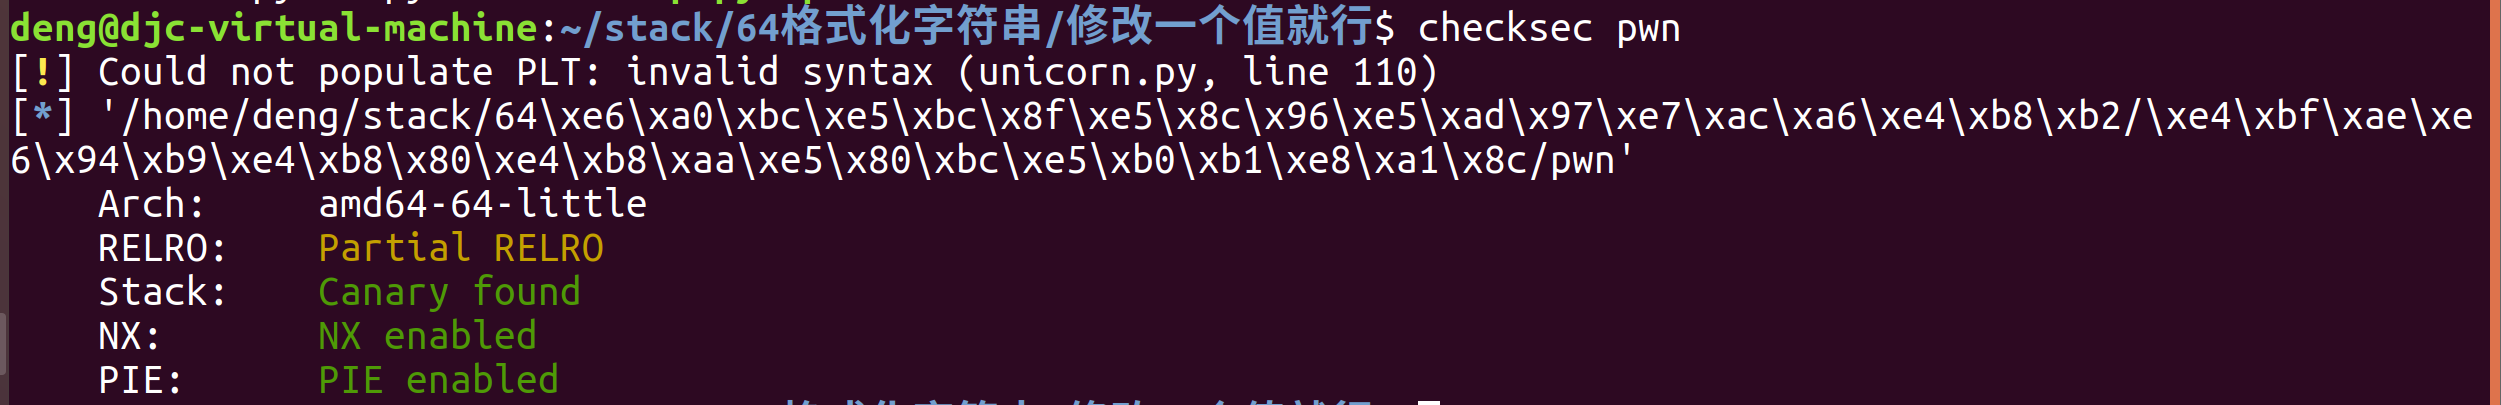 deng@djc-virtual-machine:~/stack/64格式化字符串/修改一个值就行$ checksec pwn
[!] Could not populate PLT: invalid syntax (unicorn.py, line 110)
[*] '/home/deng/stack/64\xe6\xa0\xbc\xe5\xbc\x8f\xe5\x8c\x96\xe5\xad\x97\xe7\xac\xa6\xe4\xb8\xb2/\xe4\xbf\xae\xe
6\x94\xb9\xe4\xb8\x80\xe4\xb8\xaa\xe5\x80\xbc\xe5\xb0\xb1\xe8\xa1\x8c/pwn'
Arch: amd64-64-little
RELRO: Partial RELRO
Stack: Canary found
NX: NX enabled
PIE: PIE enabled